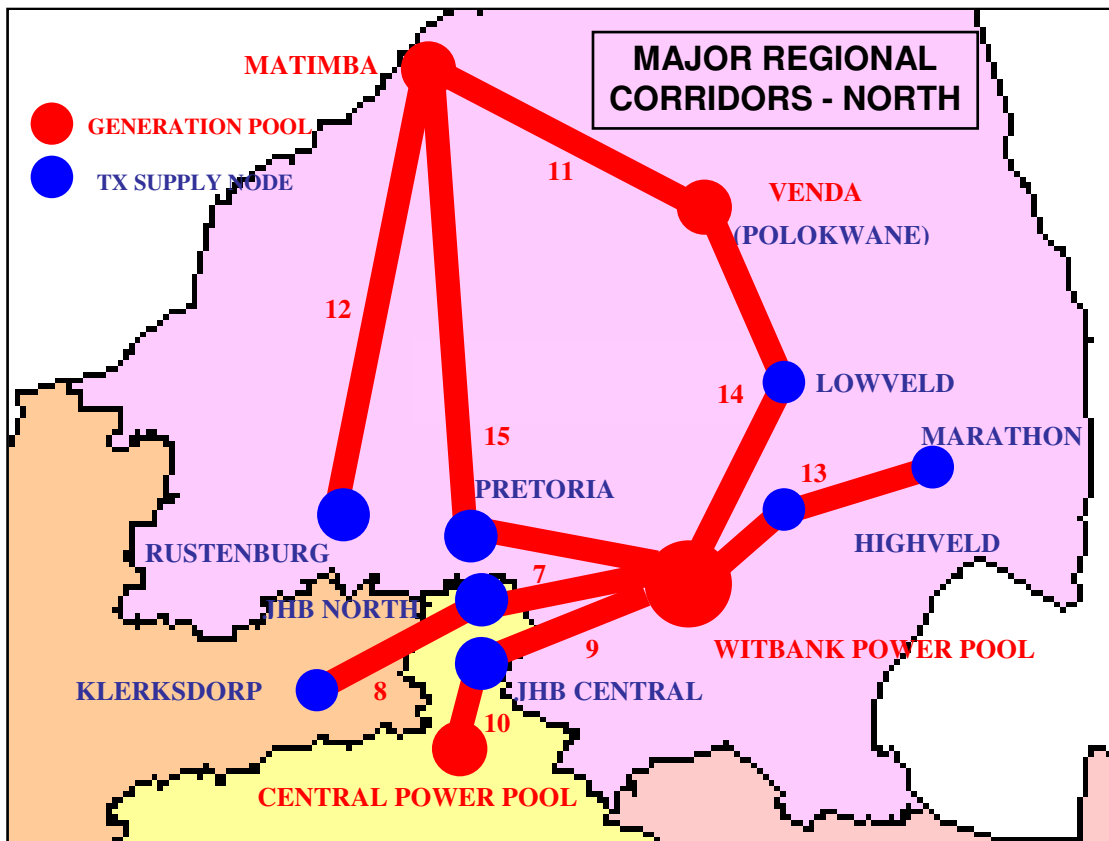 MAJOR REGIONAL
CORRIDORS - NORTH
MATIMBA
GENERATION POOL
TX SUPPLY NODE
11
VENDA
(POLOKWANE)
12
14
LOWVELD
15
MARATHON
13
PRETORIA
HIGHVELD
RUSTENBURG
7
JHB NORTH
9
WITBANK POWER POOL
KLERKSDORP
8
JHB CENTRAL
10
CENTRAL POWER POOL